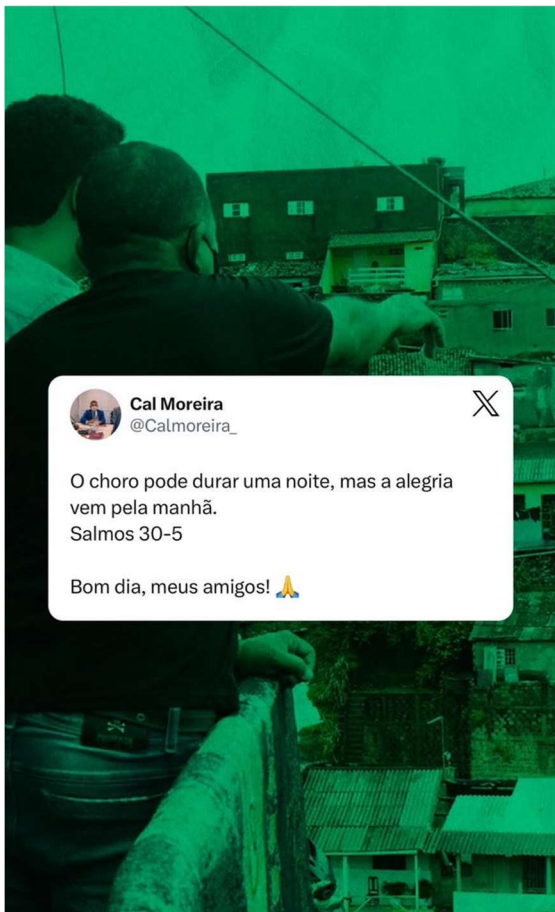 Cal Moreira
@Calmoreira_
O choro pode durar uma noite, mas a alegria
vem pela manhã.
Salmos 30-5
Bom dia, meus amigos! 🙏